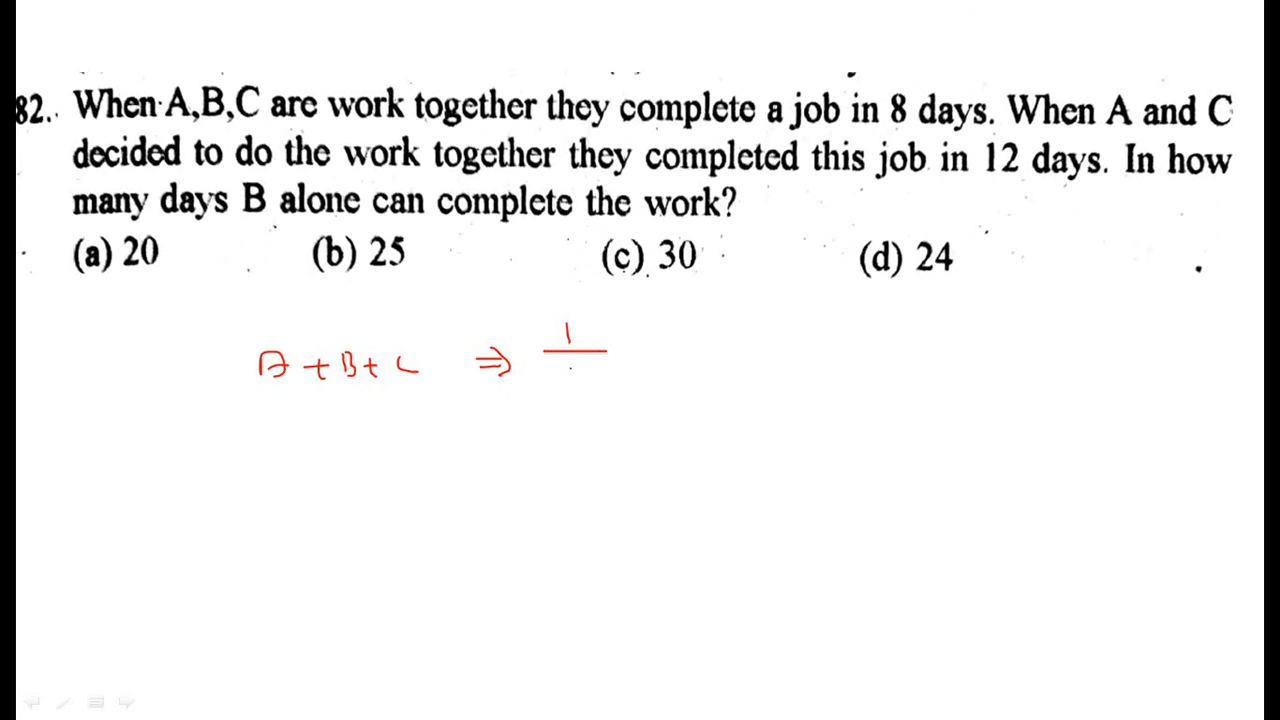 82. When A,B,C are work together they complete a job in 8 days. When A and C
decided to do the work together they completed this job in 12 days. In how
many days B alone can complete the work?
(a) 20 (b) 25 (c) 30 (d) 24
A + B + C ⇒ 1